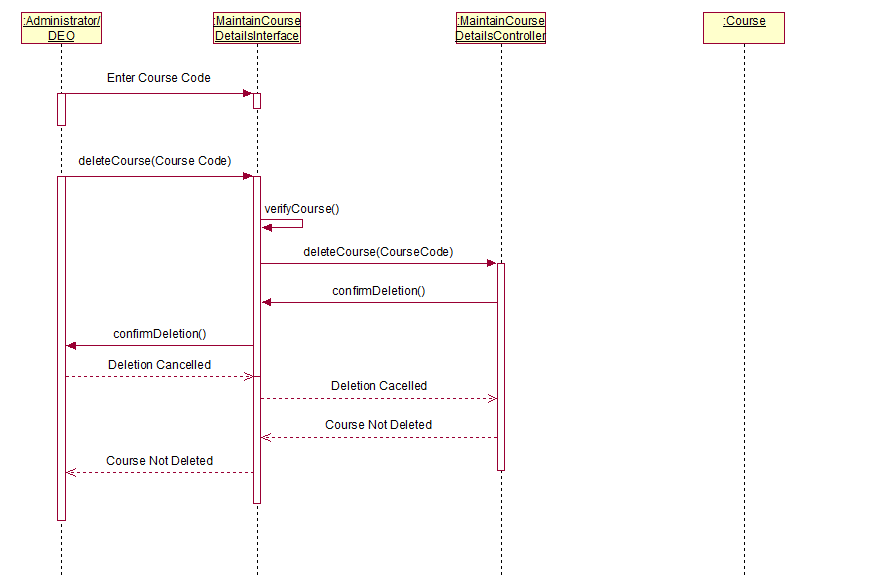 :Administrator/
DEO
:MaintainCourse
DetailsInterface
:MaintainCourse
DetailsController
:Course
Enter Course Code
deleteCourse(Course Code)
verifyCourse()
deleteCourse(CourseCode)
confirmDeletion()
confirmDeletion()
Deletion Cancelled
Deletion Cacelled
Course Not Deleted
Course Not Deleted